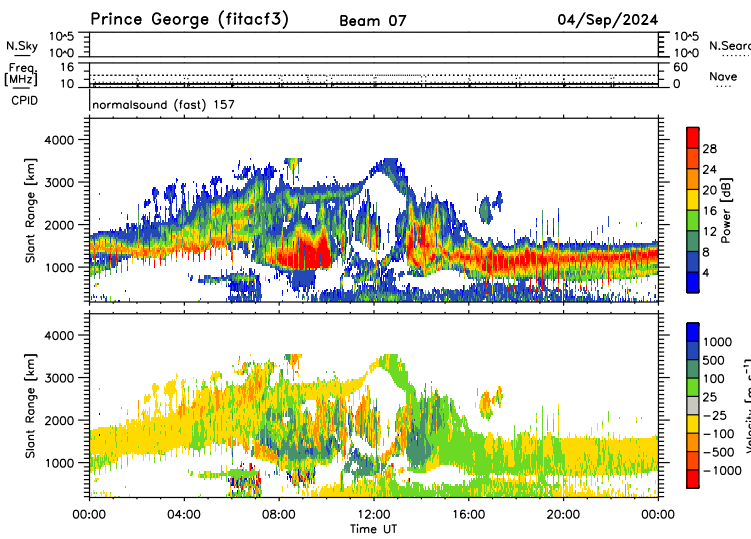 Prince George (fitacf3) Beam 07 04/Sep/2024
N.Sky 10^5 10^5 N.Sear
10^0 10^0
Freq. 16 60
[MHz] Nave
10 0
CPID normalsound (fast) 157
4000
3000
2000
1000
Slant Range [km]
28
24
20
16
12
8
4
Power [dB]
4000
3000
2000
1000
Slant Range [km]
1000
500
100
25
-25
-100
-500
-1000
Velocity [m s⁻¹]
00:00 04:00 08:00 12:00 16:00 20:00 00:00
Time UT